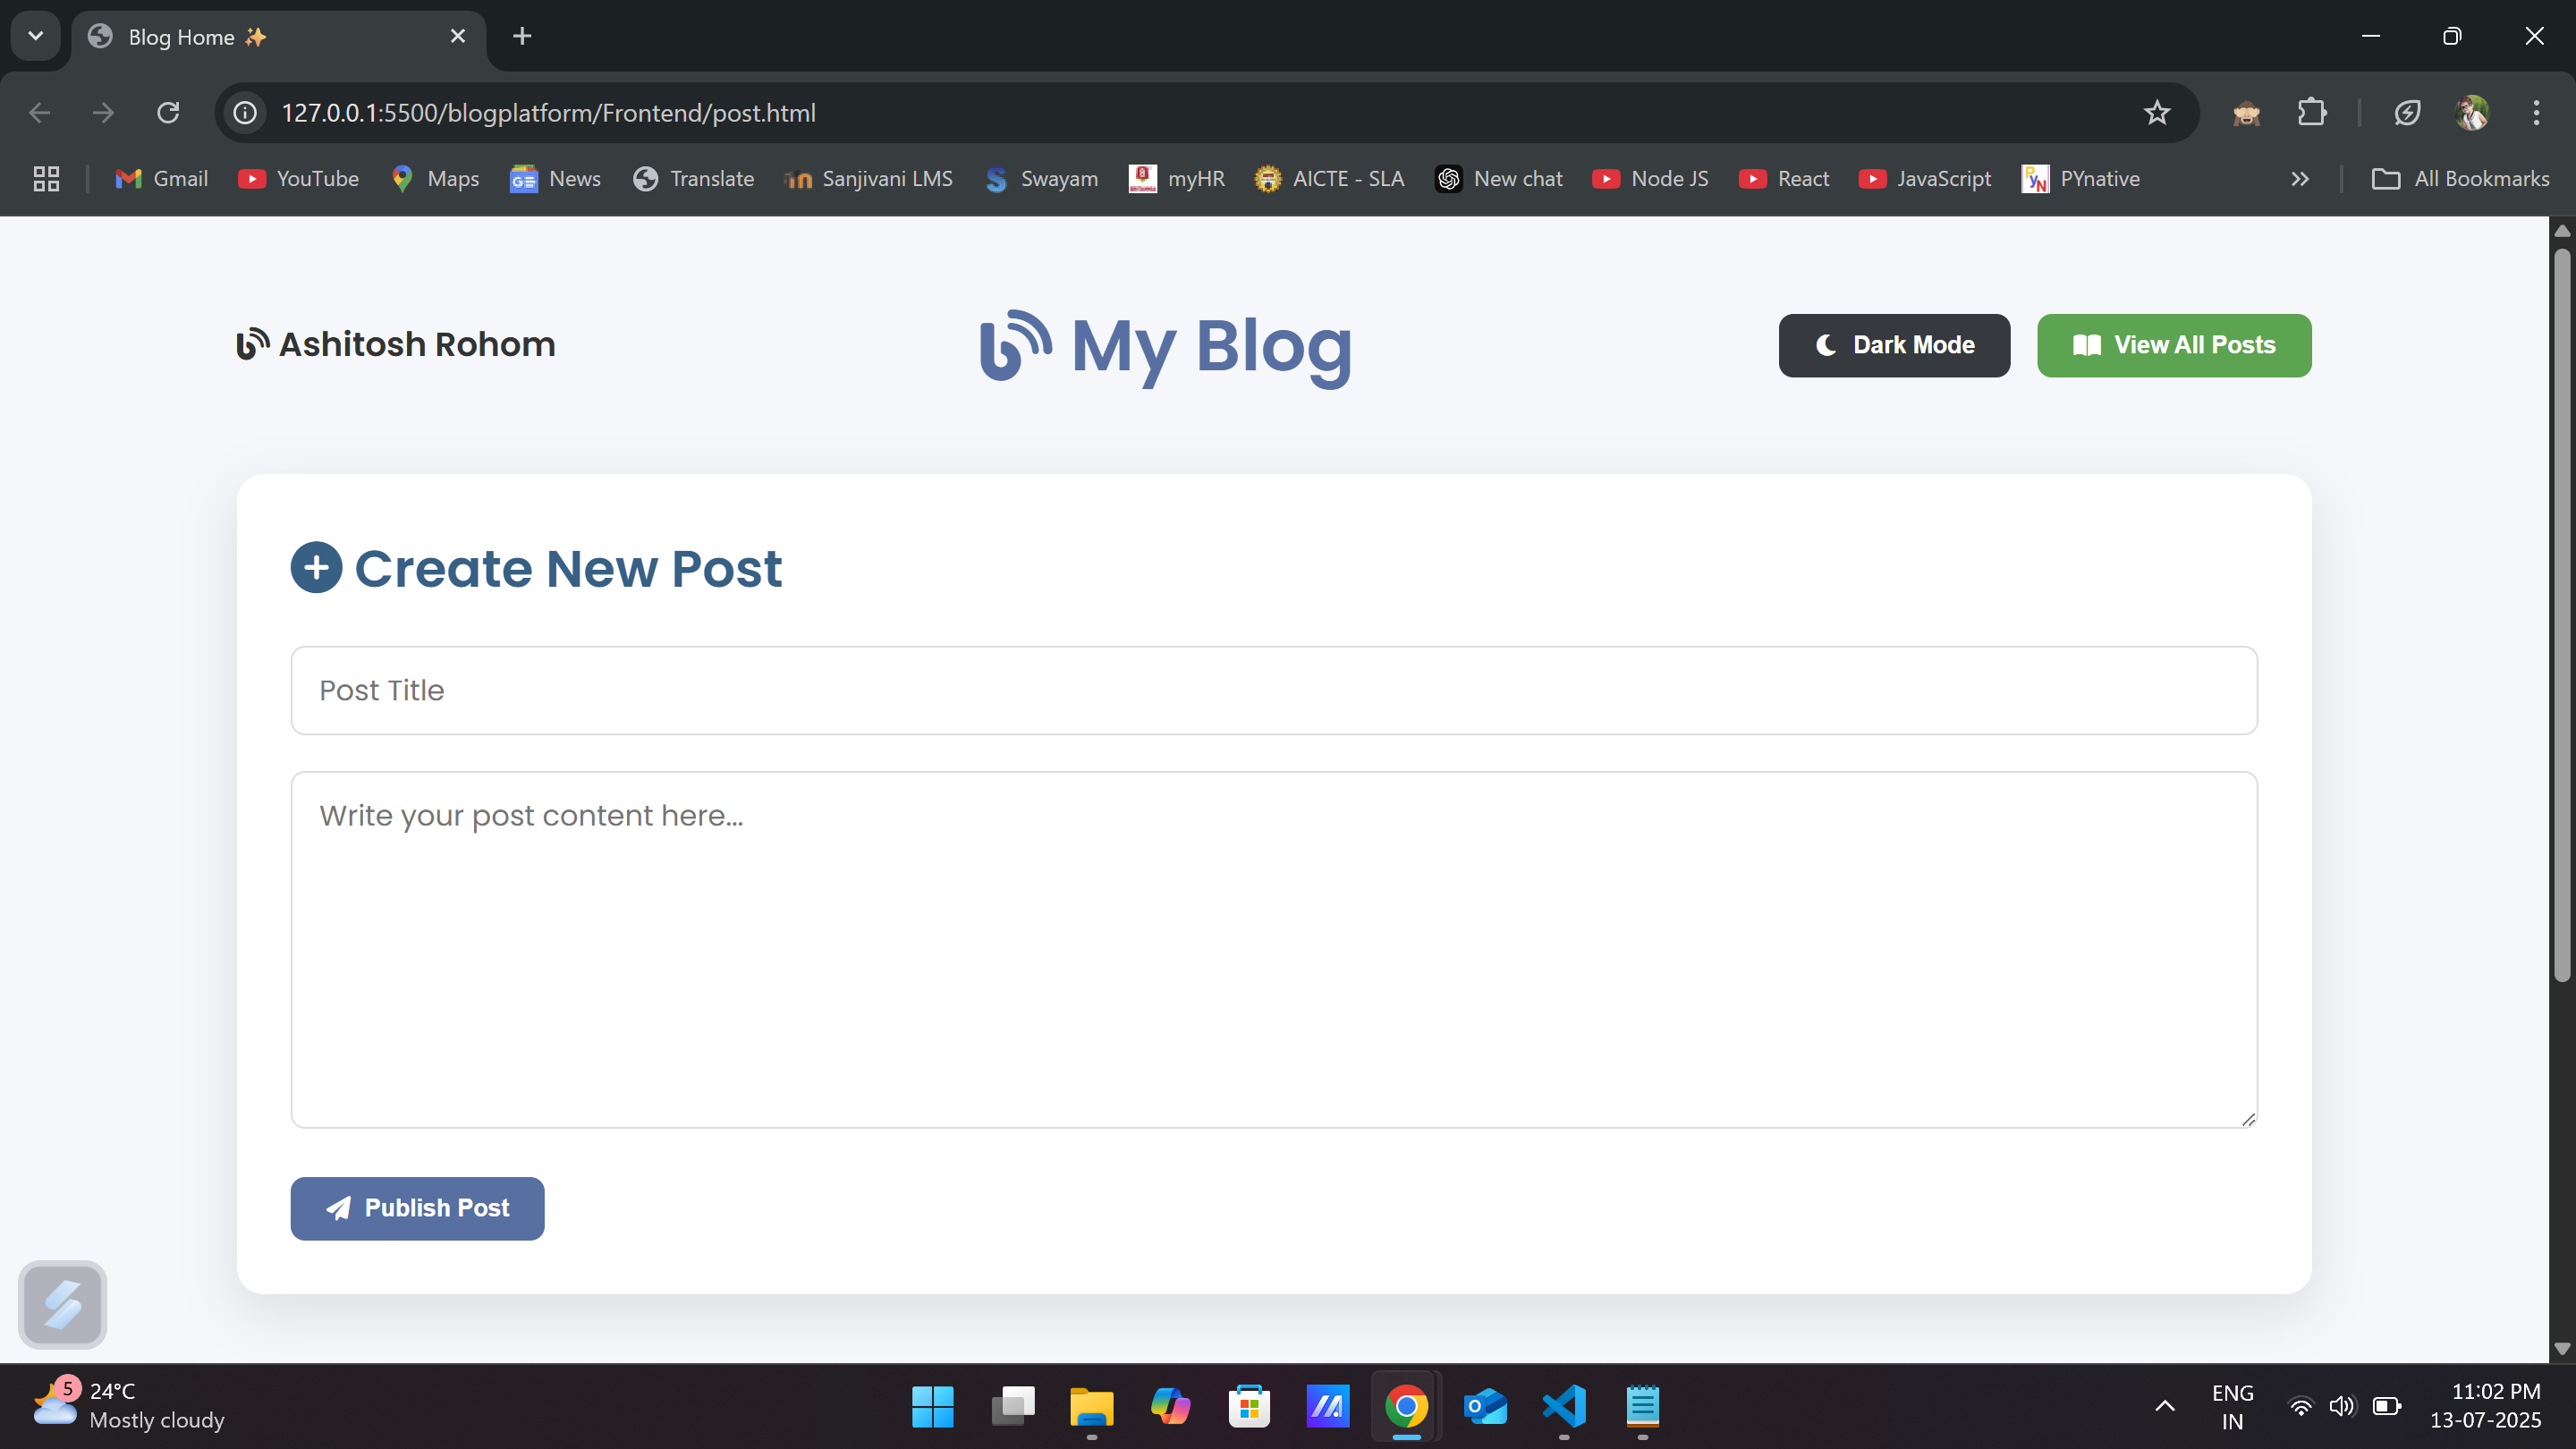 Blog Home ✨
127.0.0.1:5500/blogplatform/Frontend/post.html
Gmail YouTube Maps News Translate Sanjivani LMS Swayam myHR AICTE - SLA New chat Node JS React JavaScript PYnative All Bookmarks
Ashitosh Rohom
My Blog
Dark Mode
View All Posts
Create New Post
Post Title
Write your post content here...
Publish Post
5
24°C
Mostly cloudy
ENG
IN
11:02 PM
13-07-2025